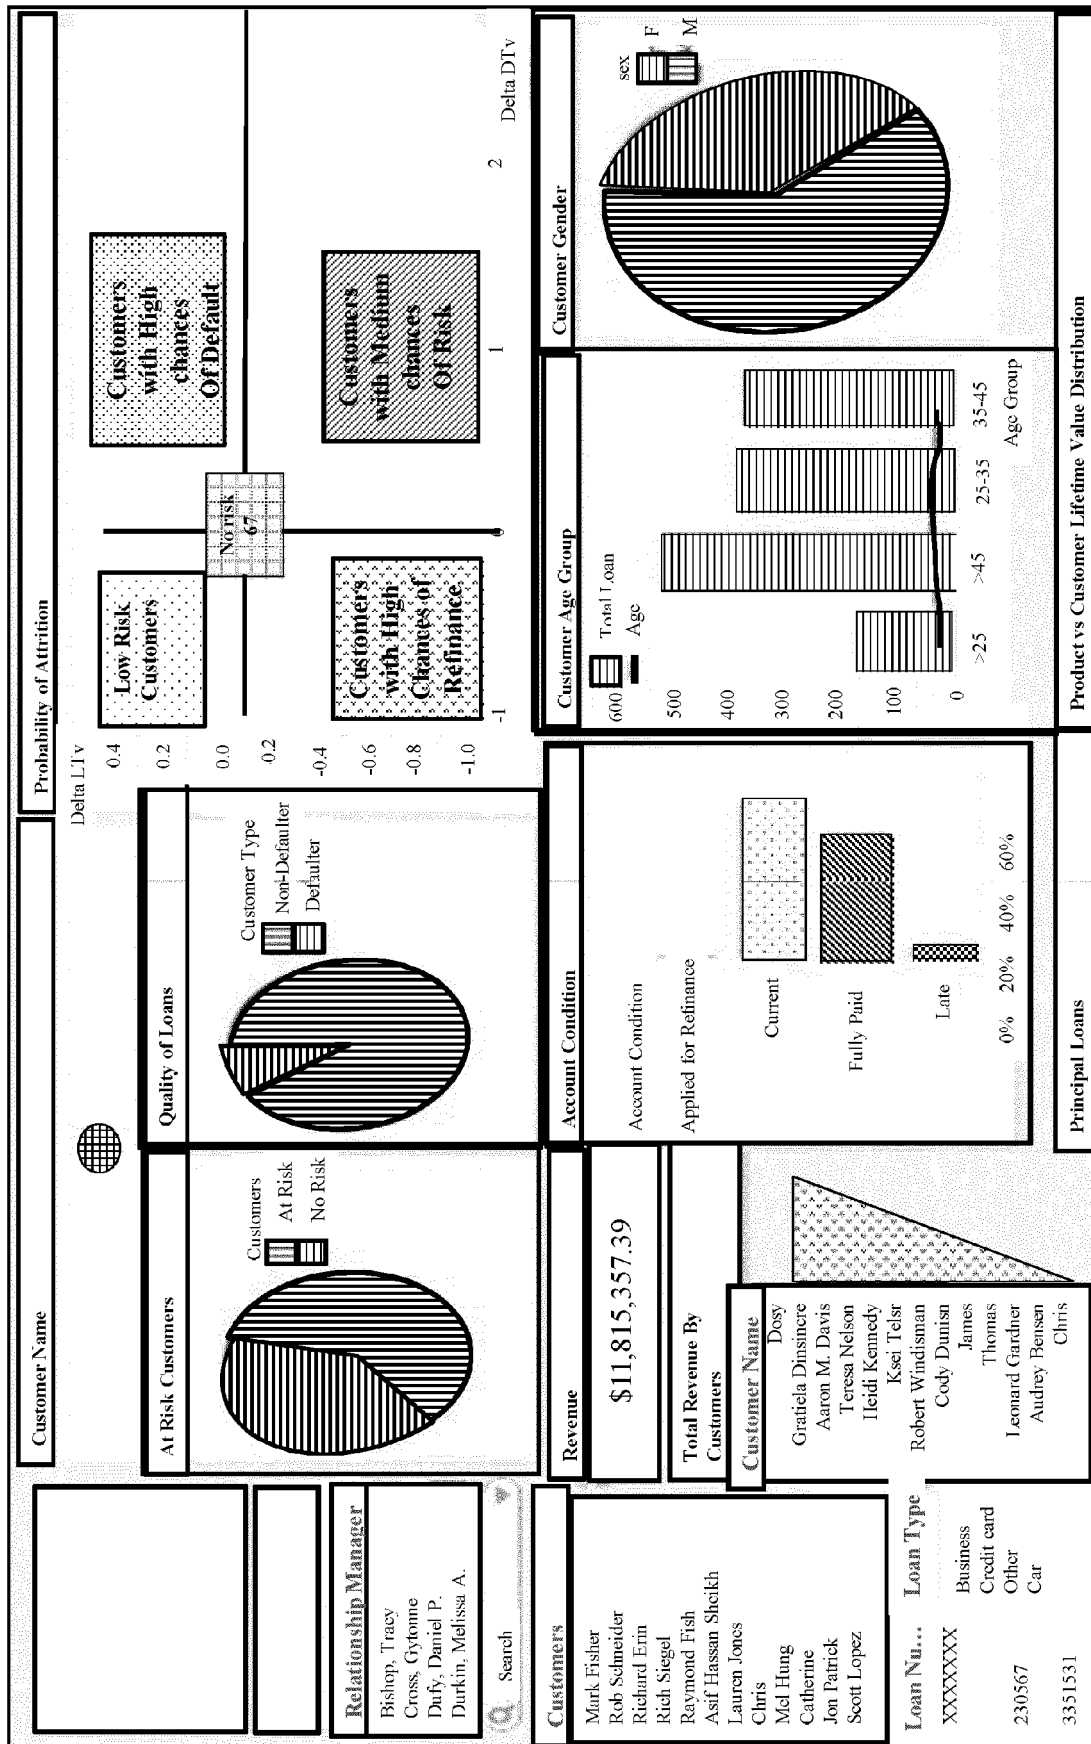 Customer Name
Probability of Attrition
Relationship Manager
Bishop, Tracy
Cross, Gytonne
Dufy, Daniel P.
Durkin, Melissa A.
Search
At Risk Customers
Customers
At Risk
No Risk
Quality of Loans
Customer Type
Non-Defaulter
Defaulter
Delta LTv
0.4
0.2
0.0
0.2
-0.4
-0.6
-0.8
-1.0
Low Risk
Customers
No risk
67
Customers
with High
chances
Of Default
Customers
with High
Chances of
Refinance
Customers
with Medium
chances
Of Risk
-1
0
1
2
Delta DTv
Customers
Mark Fisher
Rob Schneider
Richard Erin
Rich Siegel
Raymond Fish
Asif Hassan Sheikh
Lauren Jones
Chris
Mel Hung
Catherine
Jon Patrick
Scott Lopez
Revenue
$11,815,357.39
Total Revenue By
Customers
Customer Name
Dosy
Gratiela Dinsincre
Aaron M. Davis
Teresa Nelson
Heidi Kennedy
Ksei Telsr
Robert Windisman
Cody Dunisn
James
Thomas
Leonard Gardner
Audrey Bensen
Chris
Account Condition
Account Condition
Applied for Refinance
Current
Fully Paid
Late
0% 20% 40% 60%
Customer Age Group
Total Loan
Age
600
500
400
300
200
100
0
>25 >45 25-35 35-45
Age Group
Customer Gender
sex
F
M
Loan Nu... Loan Type
XXXXXXX
Business
Credit card
230567 Other
Car
3351531
Principal Loans
Product vs Customer Lifetime Value Distribution